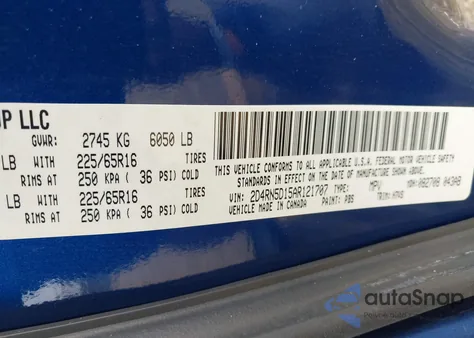 UP LLC
GVWR: 2745 KG 6050 LB
LB WITH 225/65R16 TIRES
RIMS AT 250 KPA ( 36 PSI) COLD
LB WITH 225/65R16 TIRES
RIMS AT 250 KPA ( 36 PSI) COLD
THIS VEHICLE CONFORMS TO ALL APPLICABLE U.S.A. FEDERAL MOTOR VEHICLE SAFETY
STANDARDS IN EFFECT ON THE DATE OF MANUFACTURE SHOWN ABOVE.
VIN: 2D4RN5D15AR121707 TYPE: MPV
VEHICLE MADE IN CANADA PAINT: PBS TRIM:
autoSnap